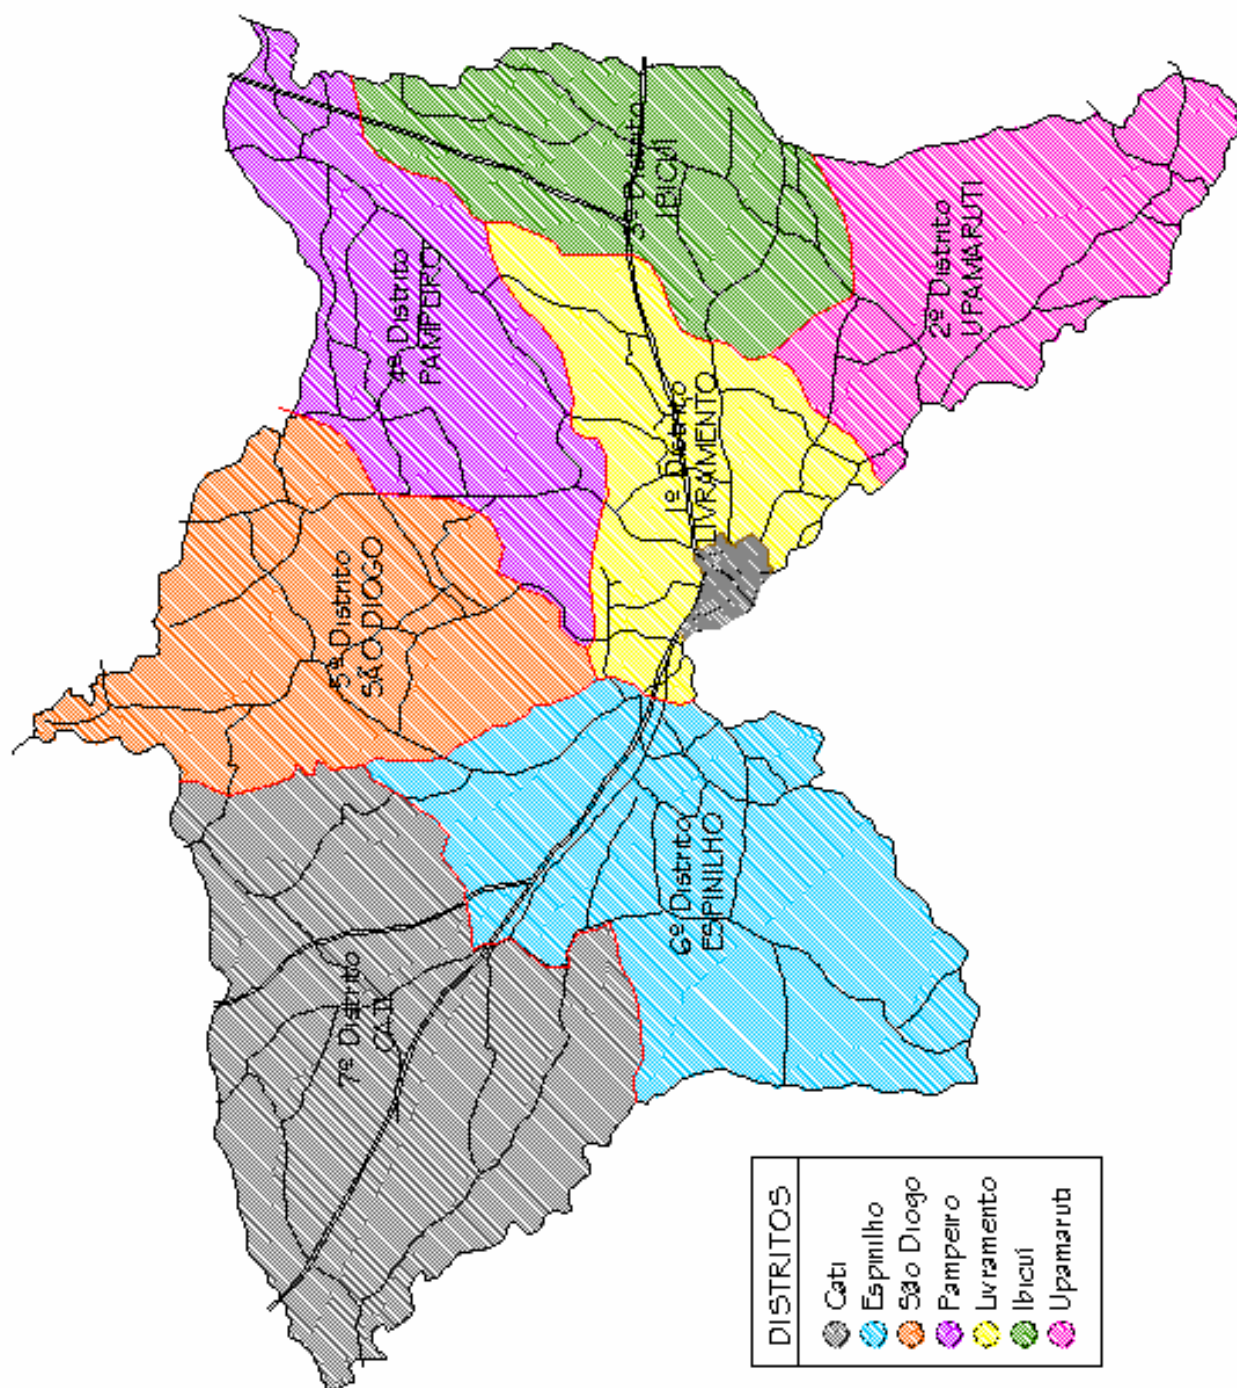 7º Distrito
CATI
5º Distrito
SÃO DIOGO
4º Distrito
PAMPEIRO
6º Distrito
ESPINILHO
1º Distrito
LIVRAMENTO
3º Distrito
IBICUÍ
2º Distrito
UPAMARUTI
DISTRITOS
Cati
Espinilho
São Diogo
Pampeiro
Livramento
Ibicuí
Upamaruti